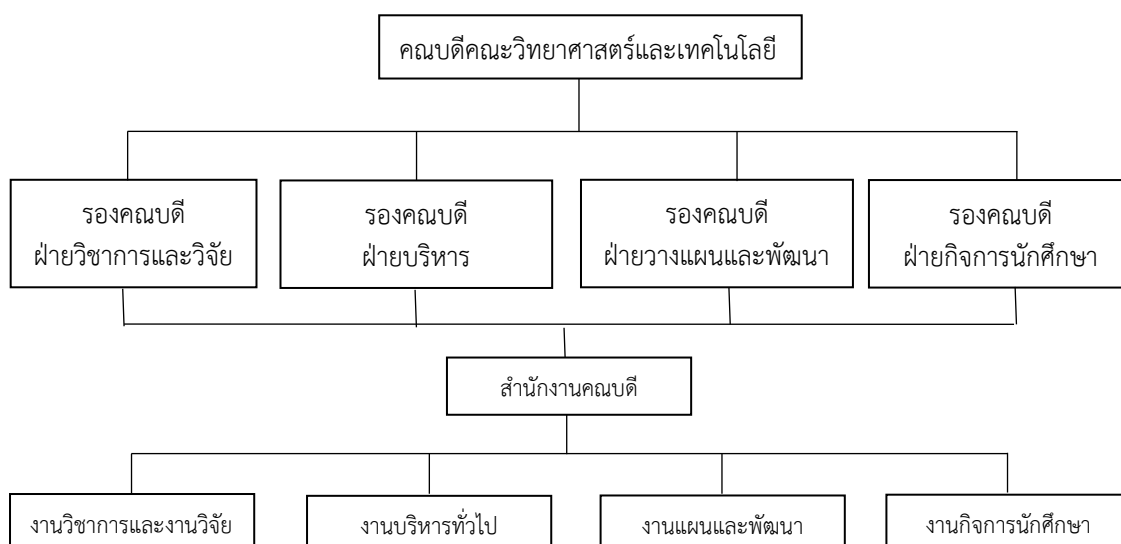 คณบดีคณะวิทยาศาสตร์และเทคโนโลยี
รองคณบดี
ฝ่ายวิชาการและวิจัย
รองคณบดี
ฝ่ายบริหาร
รองคณบดี
ฝ่ายวางแผนและพัฒนา
รองคณบดี
ฝ่ายกิจการนักศึกษา
สำนักงานคณบดี
งานวิชาการและงานวิจัย
งานบริหารทั่วไป
งานแผนและพัฒนา
งานกิจการนักศึกษา